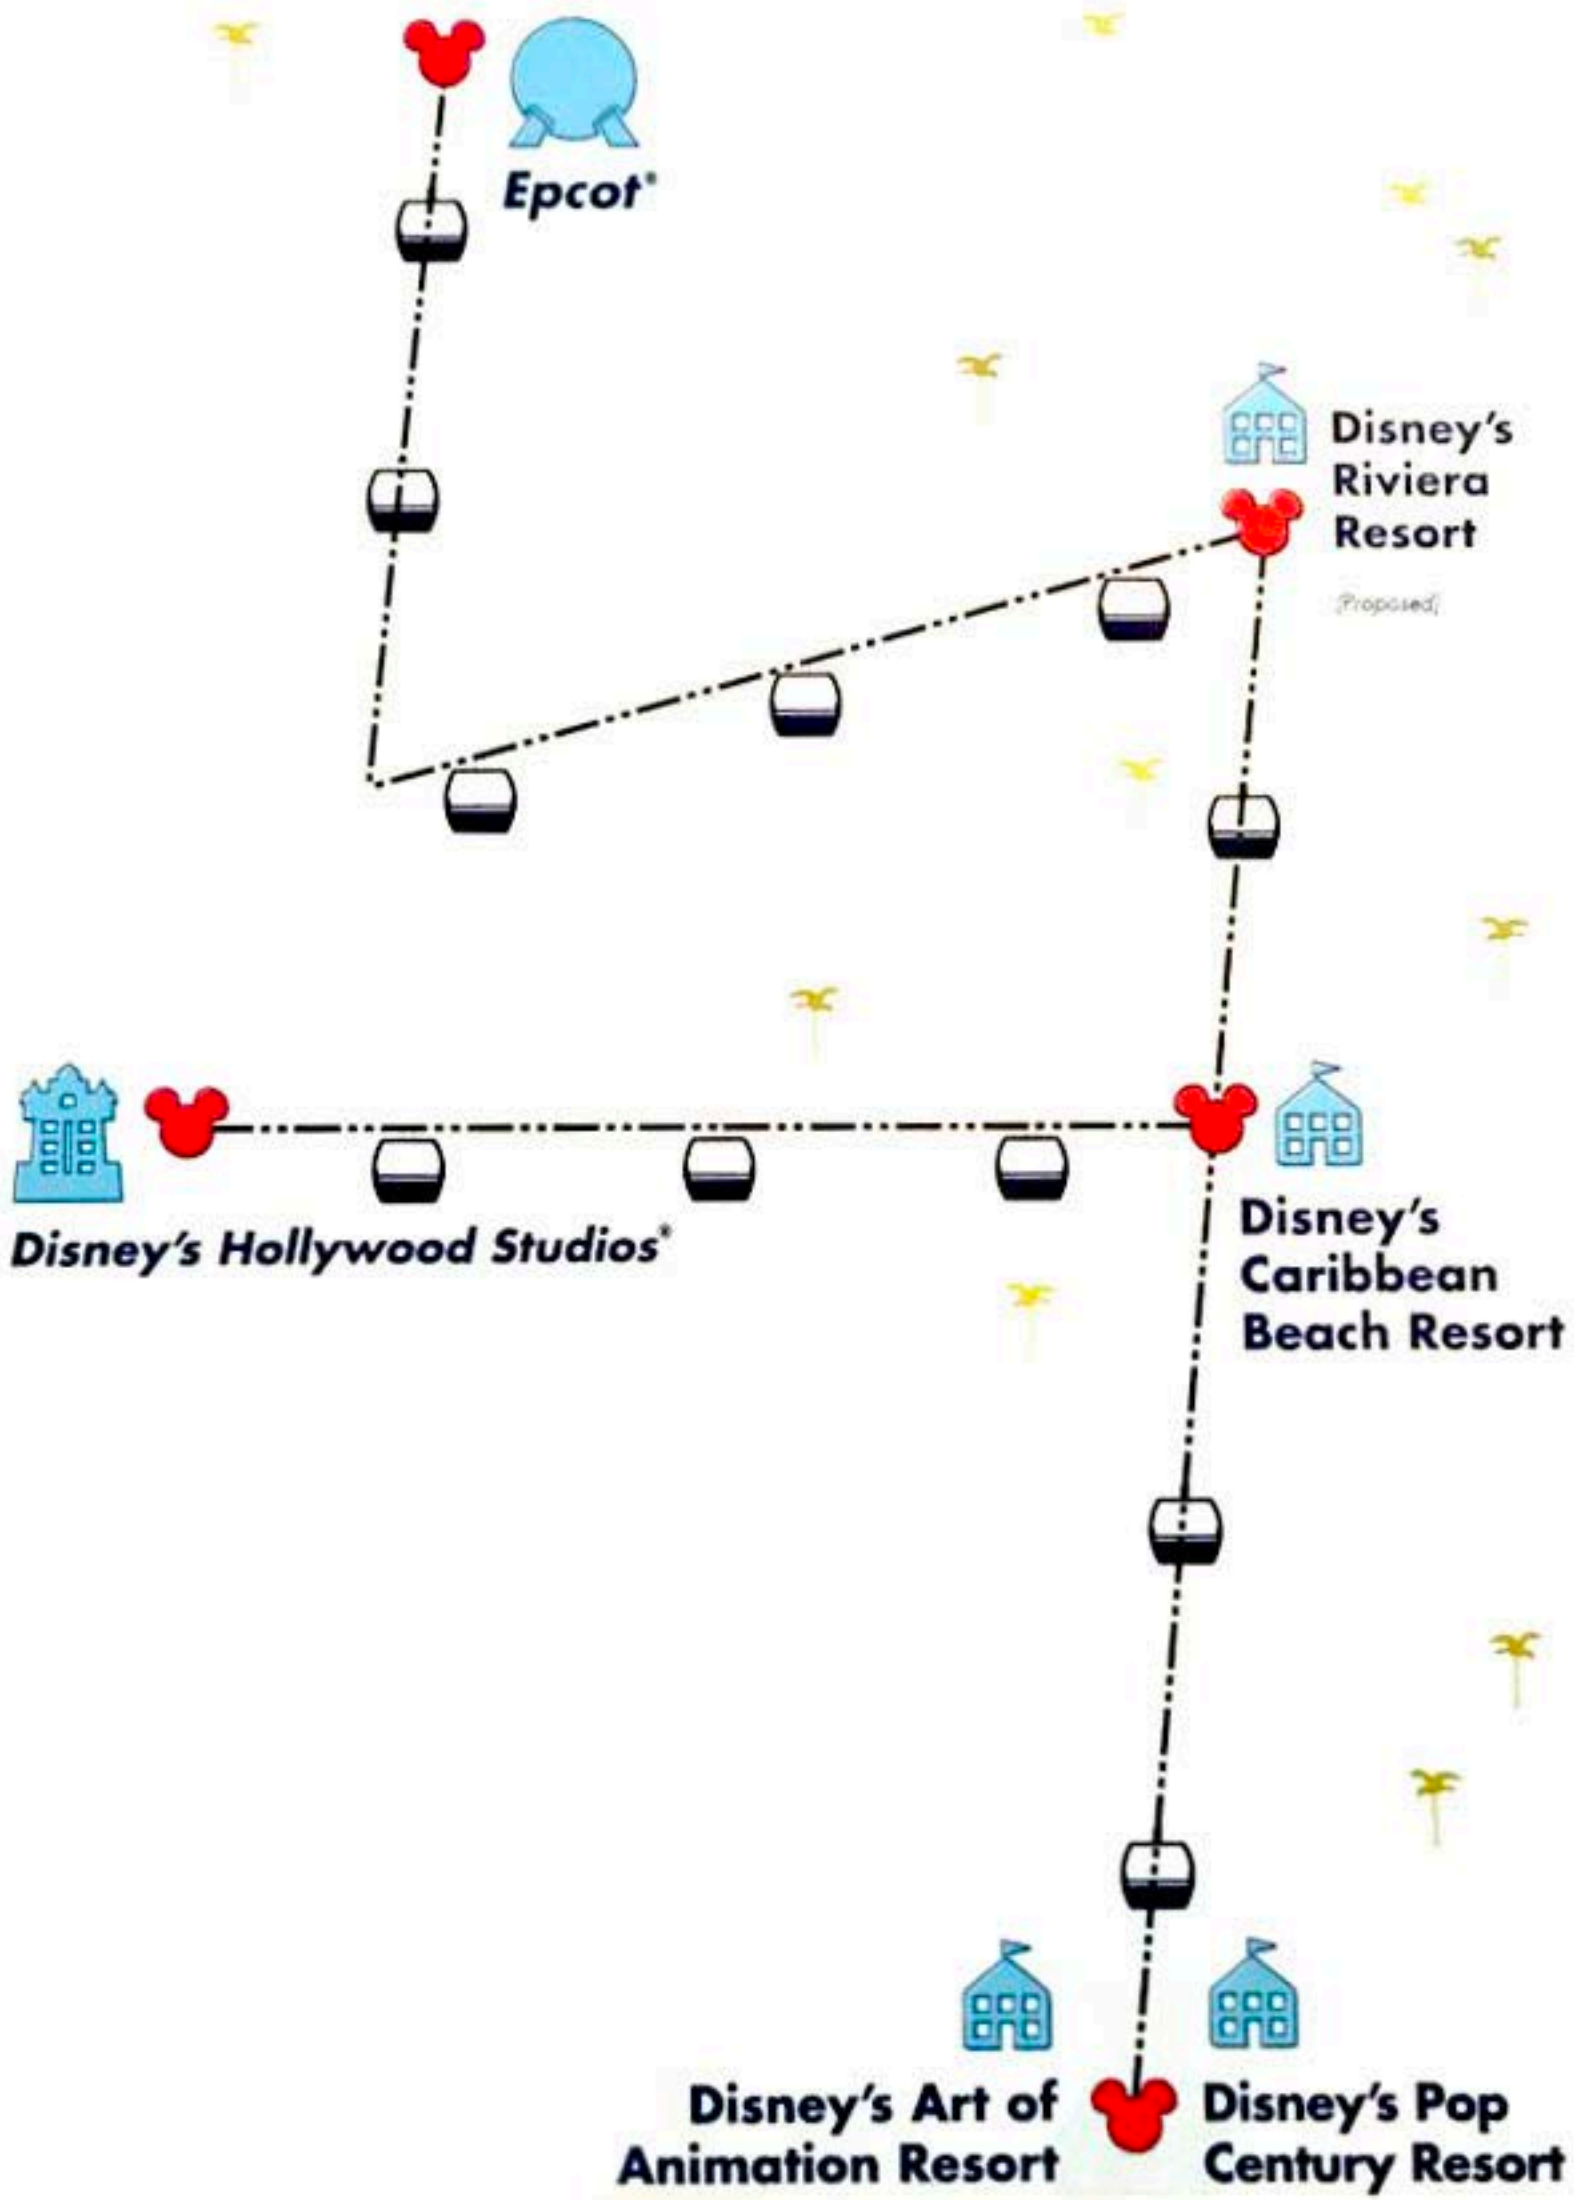 Epcot®
Disney's
Riviera
Resort
(Proposed)
Disney's Hollywood Studios®
Disney's
Caribbean
Beach Resort
Disney's Art of
Animation Resort
Disney's Pop
Century Resort